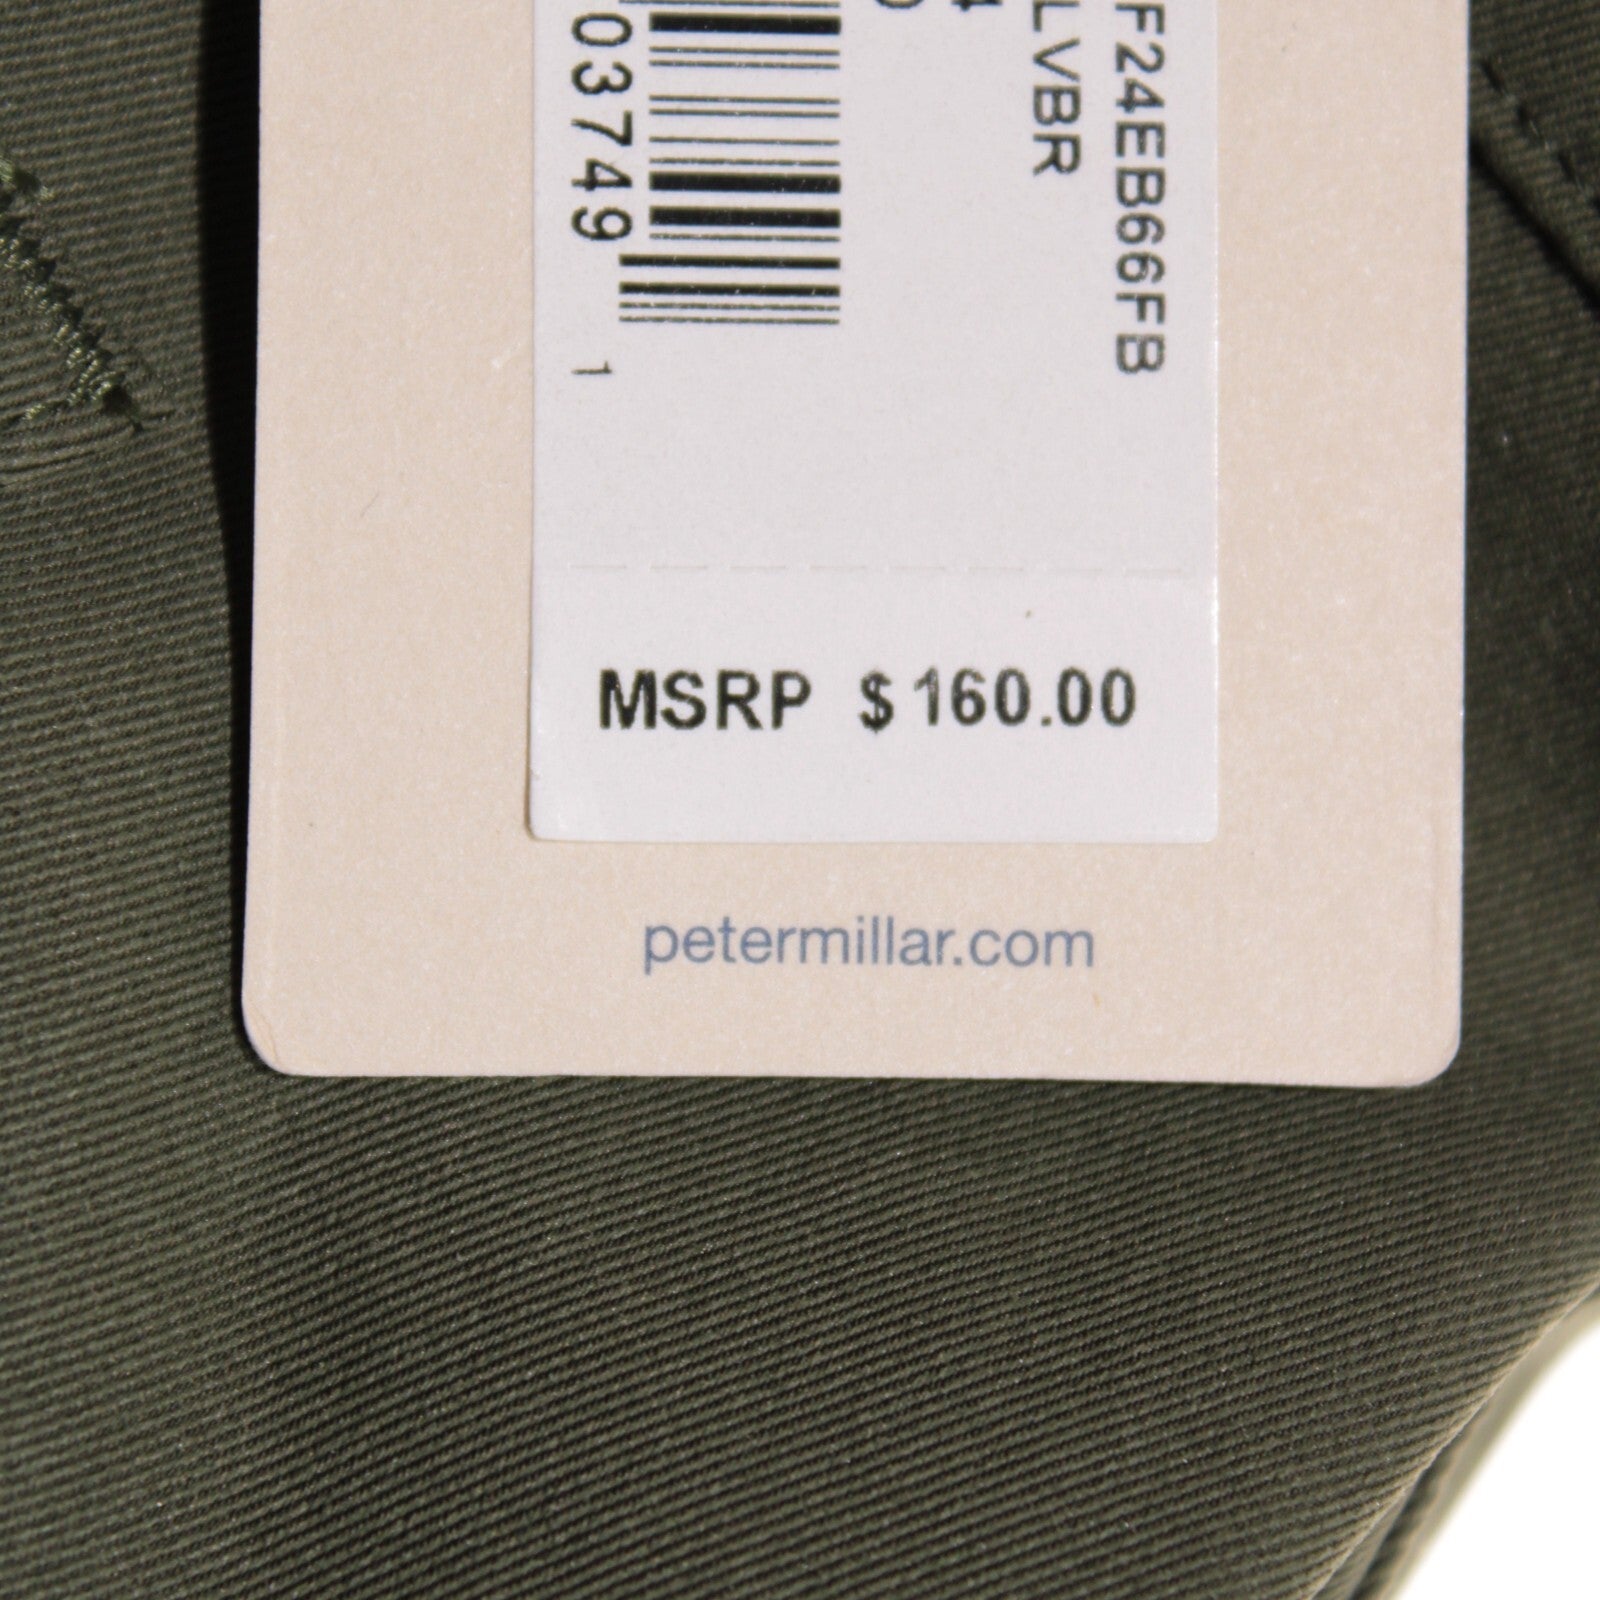 F24EB66FB
LVBR
03749
1
MSRP $160.00
petermillar.com